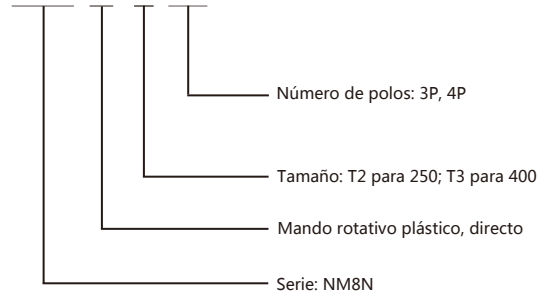 Número de polos: 3P, 4P
Tamaño: T2 para 250; T3 para 400
Mando rotativo plástico, directo
Serie: NM8N